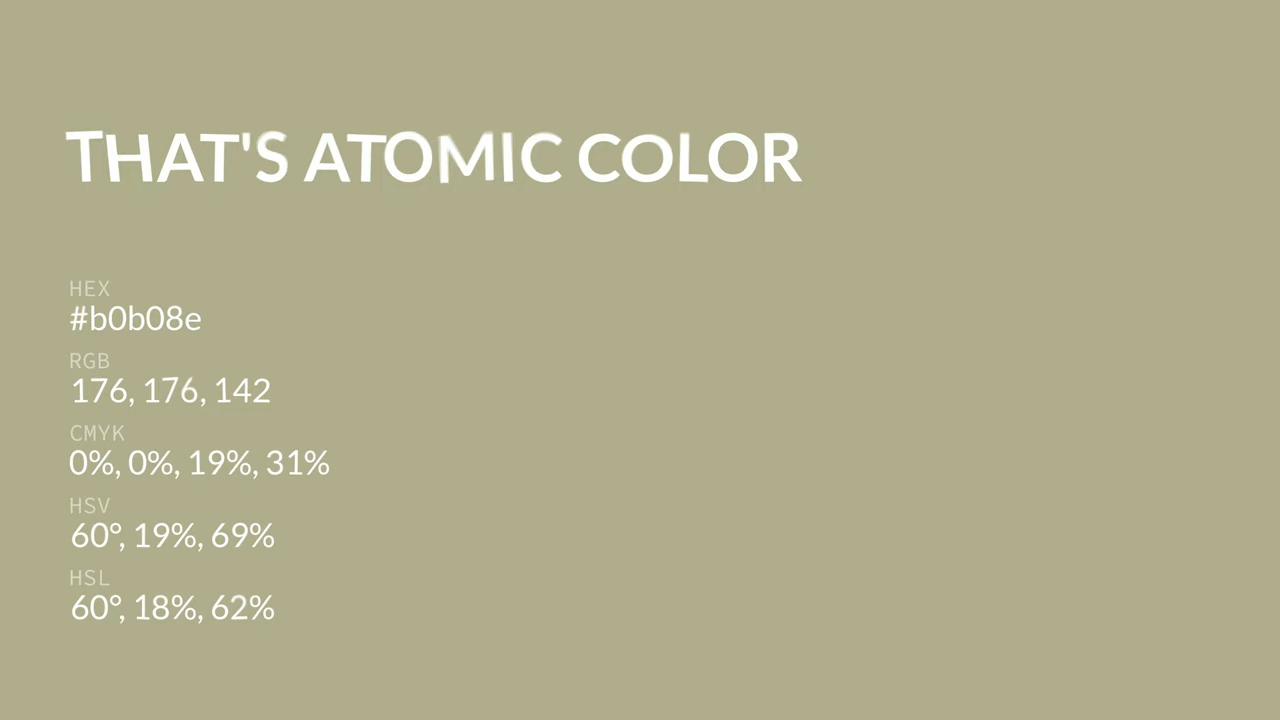 THAT'S ATOMIC COLOR
HEX
#b0b08e
RGB
176, 176, 142
CMYK
0%, 0%, 19%, 31%
HSV
60°, 19%, 69%
HSL
60°, 18%, 62%